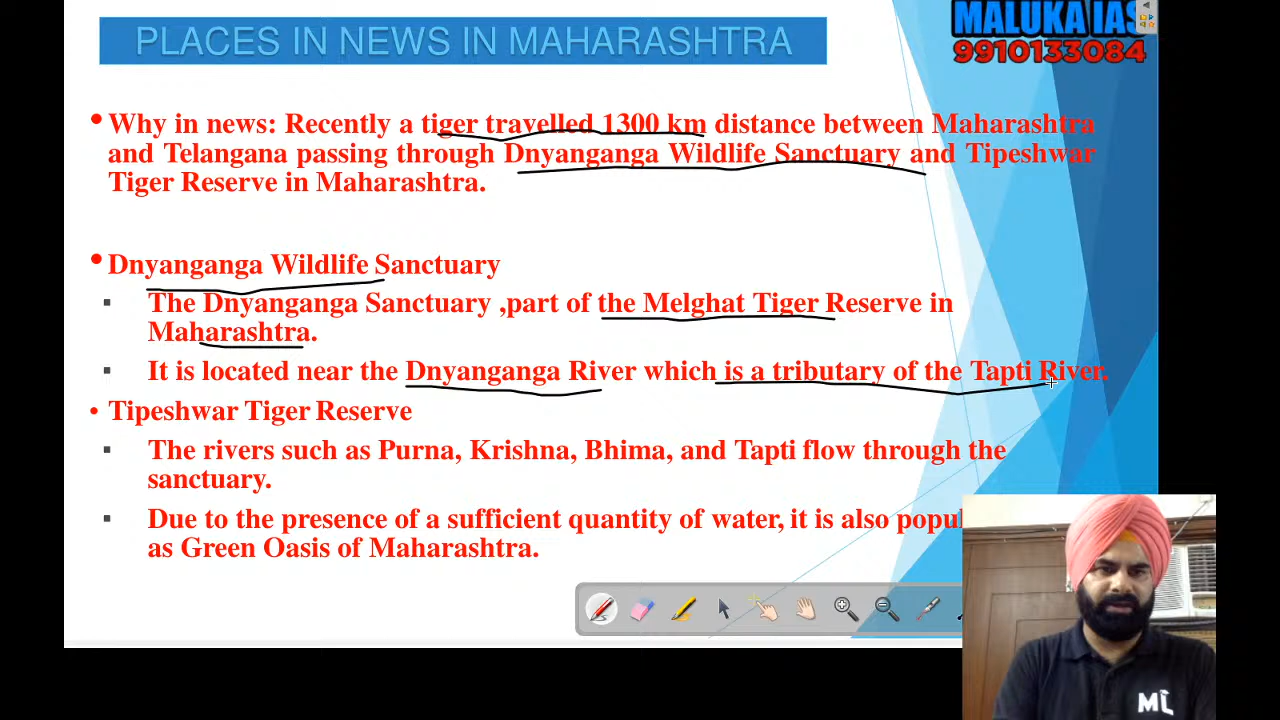 PLACES IN NEWS IN MAHARASHTRA
MALUKA IAS
9910133084
• Why in news: Recently a tiger travelled 1300 km distance between Maharashtra
and Telangana passing through Dnyanganga Wildlife Sanctuary and Tipeshwar
Tiger Reserve in Maharashtra.
• Dnyanganga Wildlife Sanctuary
▪ The Dnyanganga Sanctuary ,part of the Melghat Tiger Reserve in
Maharashtra.
▪ It is located near the Dnyanganga River which is a tributary of the Tapti River.
• Tipeshwar Tiger Reserve
▪ The rivers such as Purna, Krishna, Bhima, and Tapti flow through the
sanctuary.
▪ Due to the presence of a sufficient quantity of water, it is also popul
as Green Oasis of Maharashtra.
ML